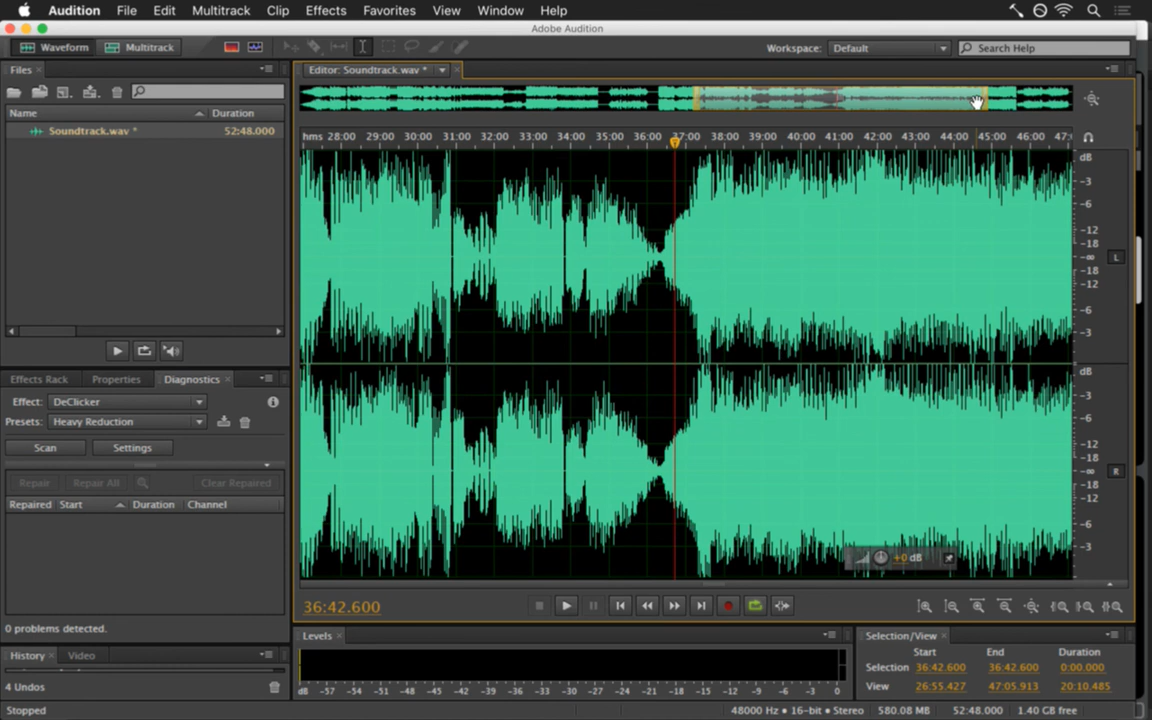 Audition File Edit Multitrack Clip Effects Favorites View Window Help
Adobe Audition
Waveform Multitrack Workspace: Default Search Help
Files Editor: Soundtrack.wav *
Name Duration
Soundtrack.wav * 52:48.000
hms 28:00 29:00 30:00 31:00 32:00 33:00 34:00 35:00 36:00 37:00 38:00 39:00 40:00 41:00 42:00 43:00 44:00 45:00 46:00 47:
dB
-3
-6
-12
-18
-∞ L
-18
-12
-6
-3
dB
-3
-6
-12
-18
-∞ R
-18
-12
-6
-3
+0 dB
Effects Rack Properties Diagnostics
Effect: DeClicker
Presets: Heavy Reduction
Scan Settings
Repair Repair All Clear Repaired
Repaired Start Duration Channel
0 problems detected.
36:42.600
History Video
4 Undos
Levels
dB -57 -54 -51 -48 -45 -42 -39 -36 -33 -30 -27 -24 -21 -18 -15 -12 -9 -6 -3 0
Selection/View
Start End Duration
Selection 36:42.600 36:42.600 0:00.000
View 26:55.427 47:05.913 20:10.485
Stopped 48000 Hz • 16-bit • Stereo 580.08 MB 52:48.000 1.40 GB free